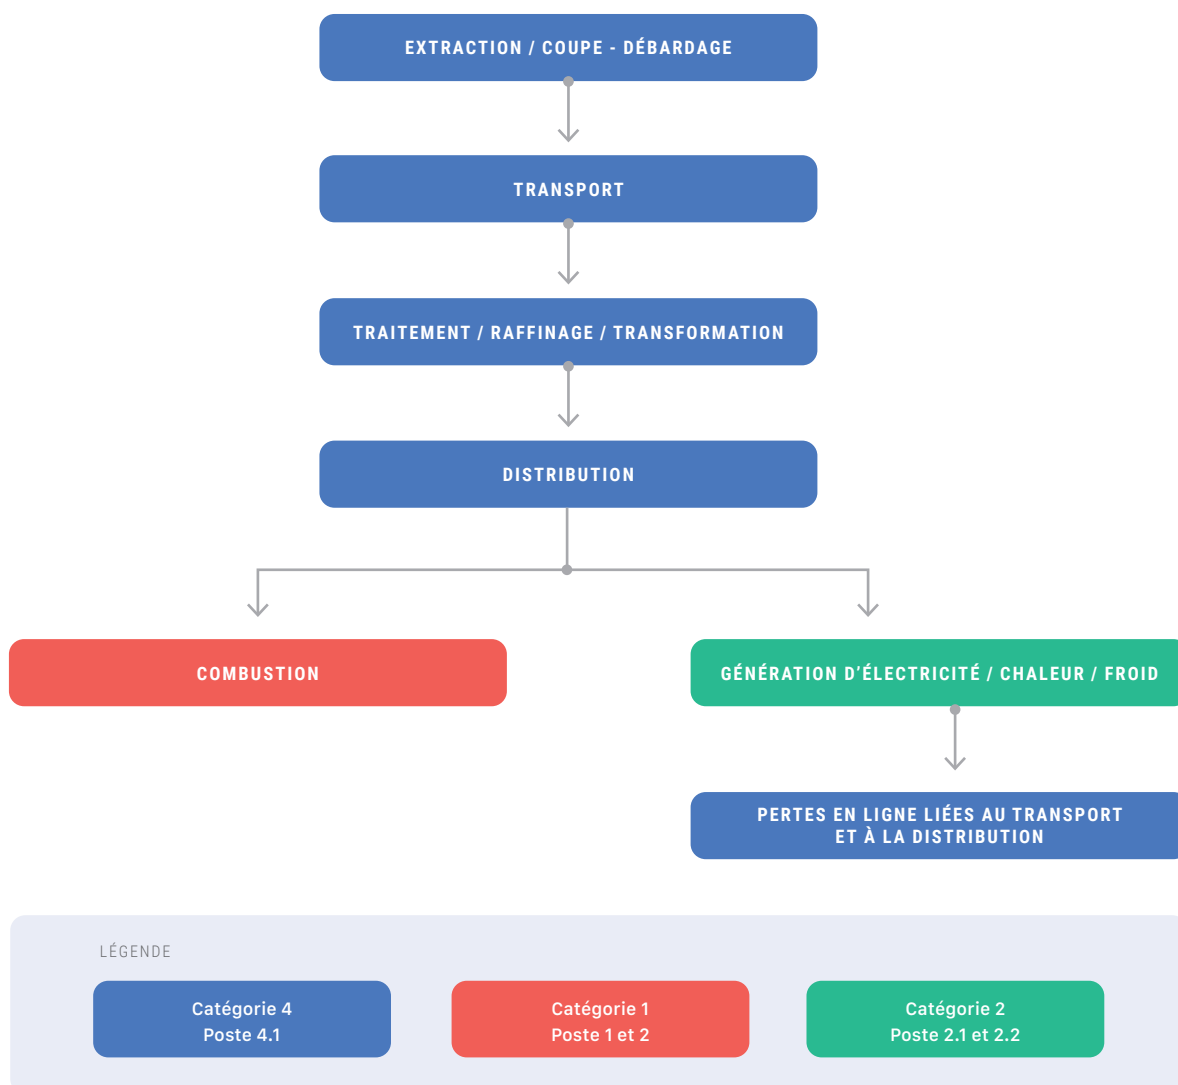 EXTRACTION / COUPE - DÉBARDAGE
TRANSPORT
TRAITEMENT / RAFFINAGE / TRANSFORMATION
DISTRIBUTION
COMBUSTION
GÉNÉRATION D’ÉLECTRICITÉ / CHALEUR / FROID
PERTES EN LIGNE LIÉES AU TRANSPORT
ET À LA DISTRIBUTION
LÉGENDE
Catégorie 4
Poste 4.1
Catégorie 1
Poste 1 et 2
Catégorie 2
Poste 2.1 et 2.2